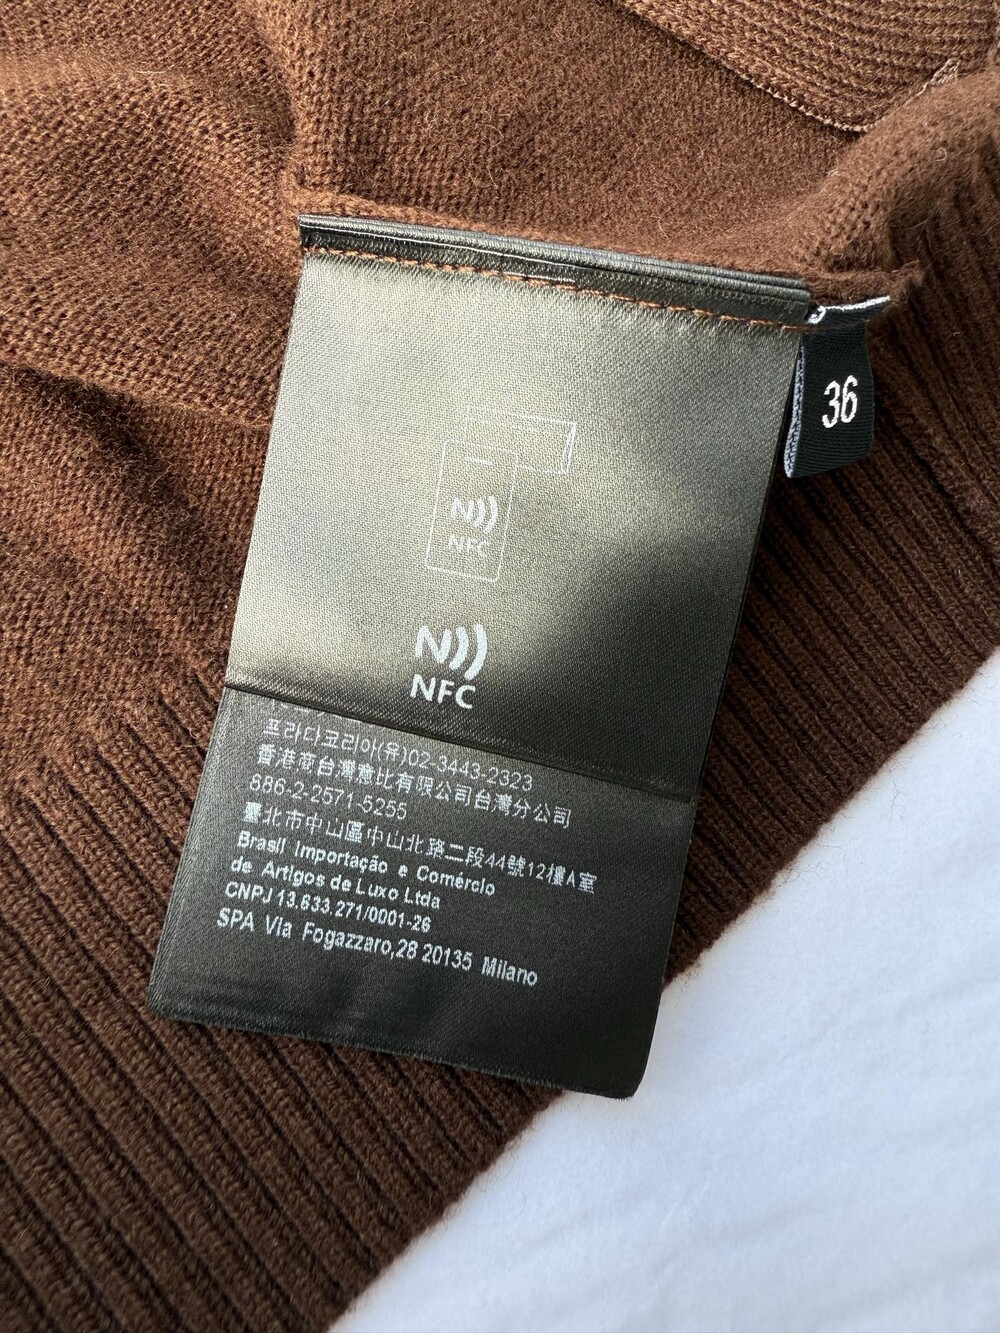 36
N
NFC
N
NFC
프라다코리아(유)02-3443-2323
香港商台灣意比有限公司台灣分公司
886-2-2571-5255
臺北市中山區中山北路二段44號12樓A室
Brasil Importação e Comércio
de Artigos de Luxo Ltda
CNPJ 13.633.271/0001-26
SPA Via Fogazzaro,28 20135 Milano